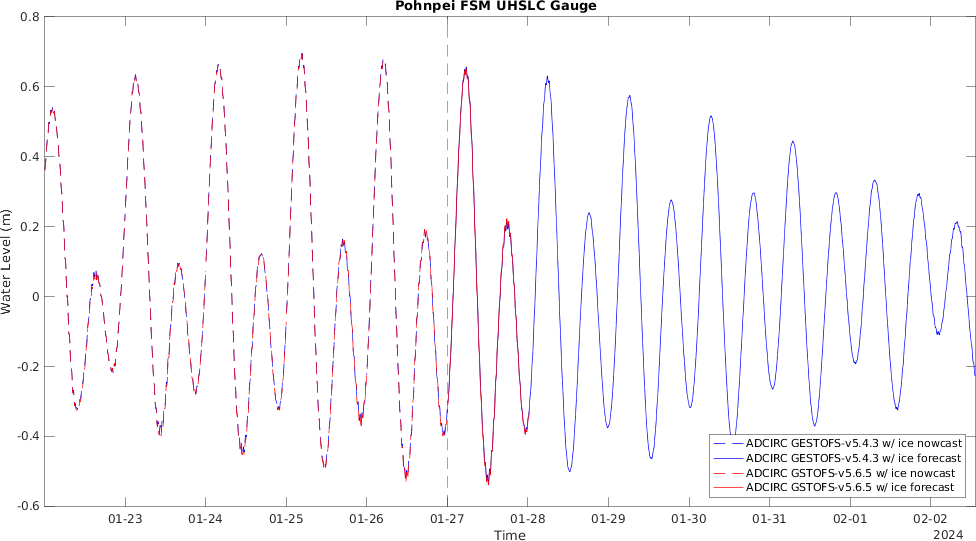 Pohnpei FSM UHSLC Gauge
0.8
0.6
0.4
0.2
0
-0.2
-0.4
-0.6
Water Level (m)
01-23
01-24
01-25
01-26
01-27
01-28
01-29
01-30
01-31
02-01
02-02
Time
2024
ADCIRC GESTOFS-v5.4.3 w/ ice nowcast
ADCIRC GESTOFS-v5.4.3 w/ ice forecast
ADCIRC GSTOFS-v5.6.5 w/ ice nowcast
ADCIRC GSTOFS-v5.6.5 w/ ice forecast